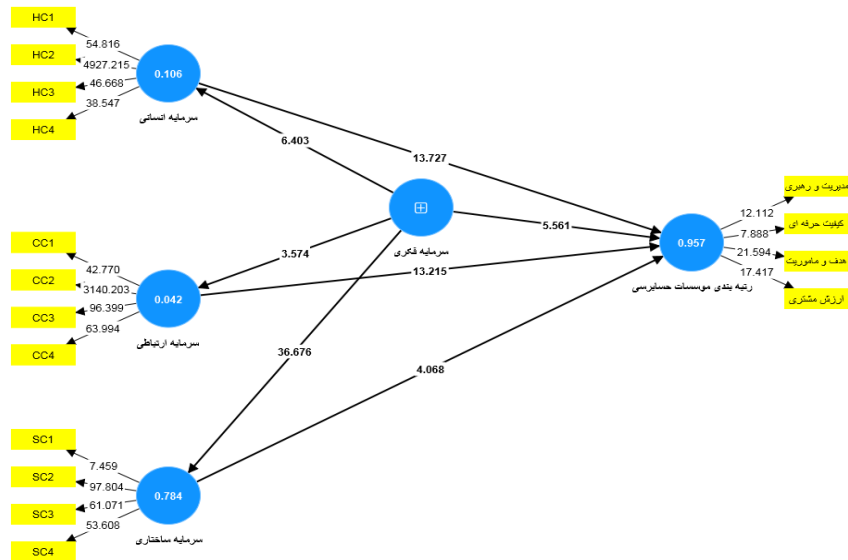 HC1
54.816
HC2
4927.215
HC3
46.668
HC4
38.547
0.106
سرمایه انسانی
6.403
13.727
سرمایه فکری
5.561
3.574
13.215
CC1
42.770
CC2
3140.203
CC3
96.399
CC4
63.994
0.042
سرمایه ارتباطی
36.676
4.068
SC1
7.459
SC2
97.804
SC3
61.071
SC4
53.608
0.784
سرمایه ساختاری
0.957
رتبه بندی موسسات حسابرسی
12.112
مدیریت و رهبری
7.888
کیفیت حرفه ای
21.594
هدف و ماموریت
17.417
ارزش مشتری